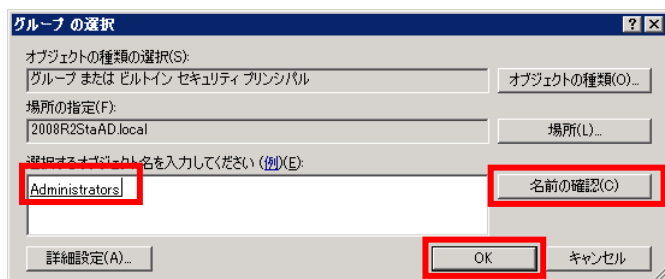 グループ の選択
オブジェクトの種類の選択(S):
グループ または ビルトイン セキュリティ プリンシパル
オブジェクトの種類(O)...
場所の指定(F):
2008R2StaAD.local
場所(L)...
選択するオブジェクト名を入力してください (例)(E):
Administrators
名前の確認(C)
詳細設定(A)...
OK
キャンセル